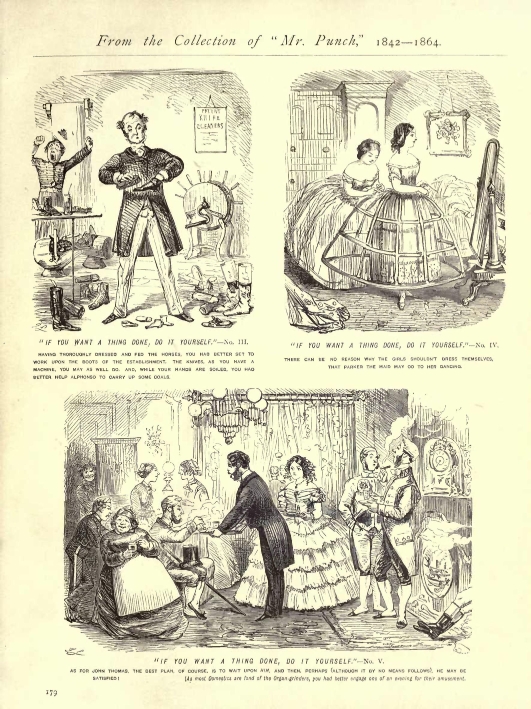 From the Collection of "Mr. Punch," 1842—1864.
PATENT
KNIFE
CLEANERS
"IF YOU WANT A THING DONE, DO IT YOURSELF."—No. III.
HAVING THOROUGHLY DRESSED AND FED THE HORSES, YOU HAD BETTER SET TO
WORK UPON THE BOOTS OF THE ESTABLISHMENT. THE KNIVES, AS YOU HAVE A
MACHINE, YOU MAY AS WELL DO. AND, WHILE YOUR HANDS ARE SOILED, YOU HAD
BETTER HELP ALPHONSO TO CARRY UP SOME COALS.
"IF YOU WANT A THING DONE, DO IT YOURSELF."—No. IV.
THERE CAN BE NO REASON WHY THE GIRLS SHOULDN'T DRESS THEMSELVES,
THAT PARKER THE MAID MAY GO TO HER DANCING.
"IF YOU WANT A THING DONE, DO IT YOURSELF."—No. V.
AS FOR JOHN THOMAS, THE BEST PLAN, OF COURSE, IS TO WAIT UPON HIM, AND THEN, PERHAPS (ALTHOUGH IT BY NO MEANS FOLLOWS), HE MAY BE
SATISFIED! [As most Domestics are fond of the Organ-grinders, you had better engage one of an evening for their amusement.
179